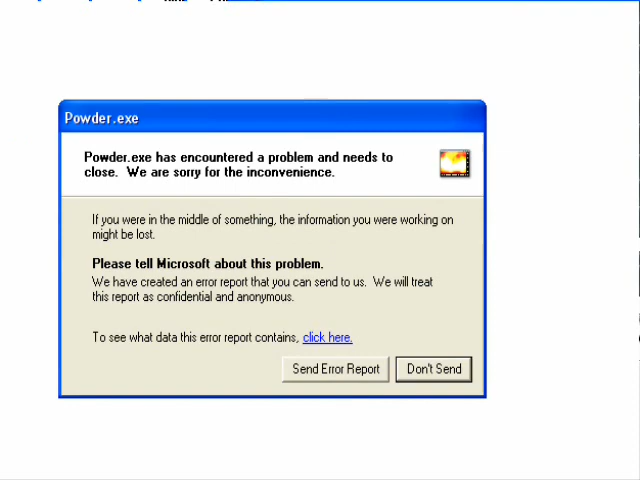 Powder.exe
Powder.exe has encountered a problem and needs to
close. We are sorry for the inconvenience.
If you were in the middle of something, the information you were working on
might be lost.
Please tell Microsoft about this problem.
We have created an error report that you can send to us. We will treat
this report as confidential and anonymous.
To see what data this error report contains, click here.
Send Error Report
Don't Send